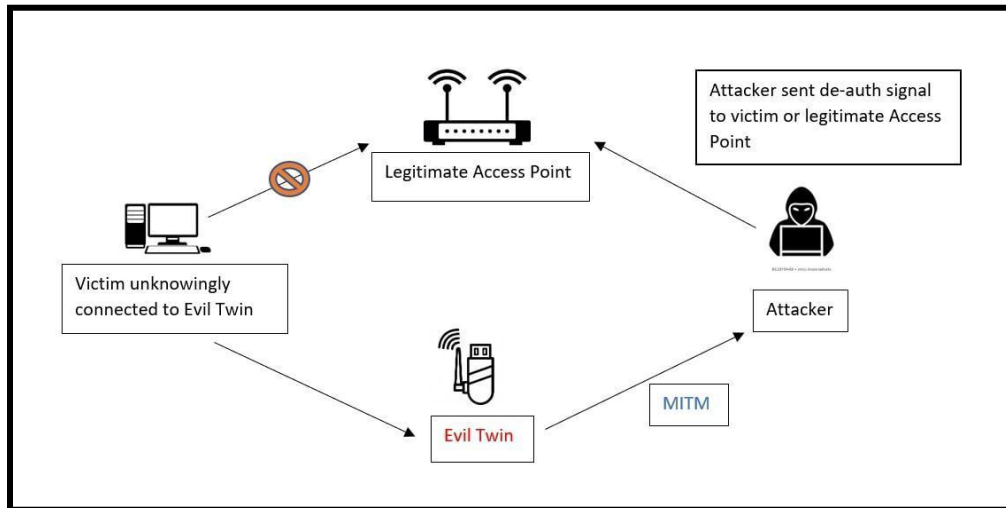 Attacker sent de-auth signal
to victim or legitimate Access
Point
Legitimate Access Point
Victim unknowingly
connected to Evil Twin
Attacker
MITM
Evil Twin